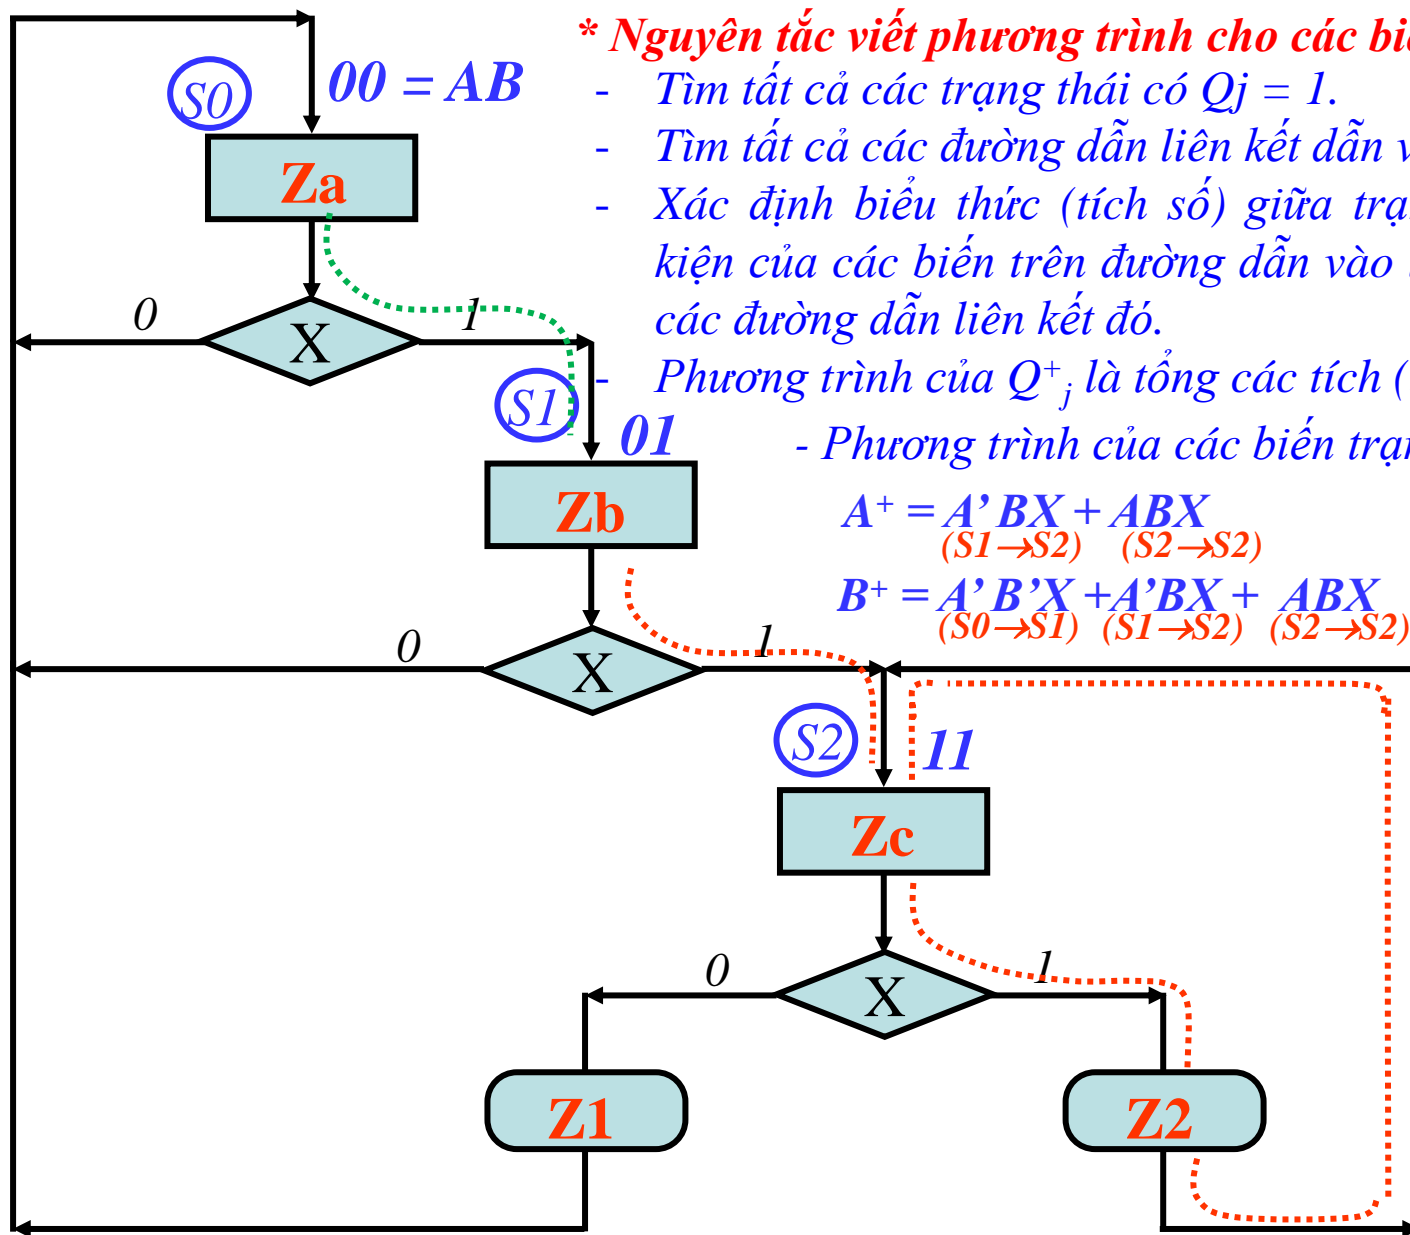 * Nguyên tắc viết phương trình cho các
S0
00 = AB
- Tìm tất cả các trạng thái có Qj = 1.
- Tìm tất cả các đường dẫn liên kết dẫn
Za
- Xác định biểu thức (tích số) giữa
kiện của các biến trên đường dẫn vào
các đường dẫn liên kết đó.
0
X
1
- Phương trình của Q⁺j là tổng các tích (
S1
01
- Phương trình của các biến
Zb
A⁺ = A’ BX + ABX
(S1→S2) (S2→S2)
B⁺ = A’ B’X +A’BX + ABX
(S0→S1) (S1→S2) (S2→S2)
0
X
1
S2
11
Zc
0
X
1
Z1
Z2